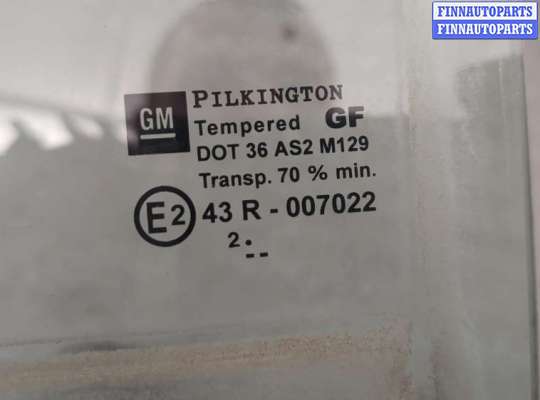 FINNAUTOPARTS
FINNAUTOPARTS
GM PILKINGTON
Tempered GF
DOT 36 AS2 M129
Transp. 70 % min.
E2 43 R - 007022
2